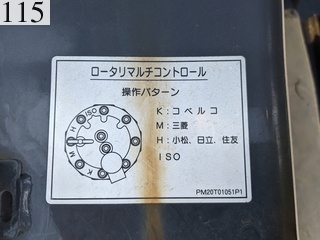 115
ロータリマルチコントロール
操作パターン
K：コベルコ
M：三菱
H：小松、日立、住友
ISO
ISO
H
M
K
PM20T01051P1